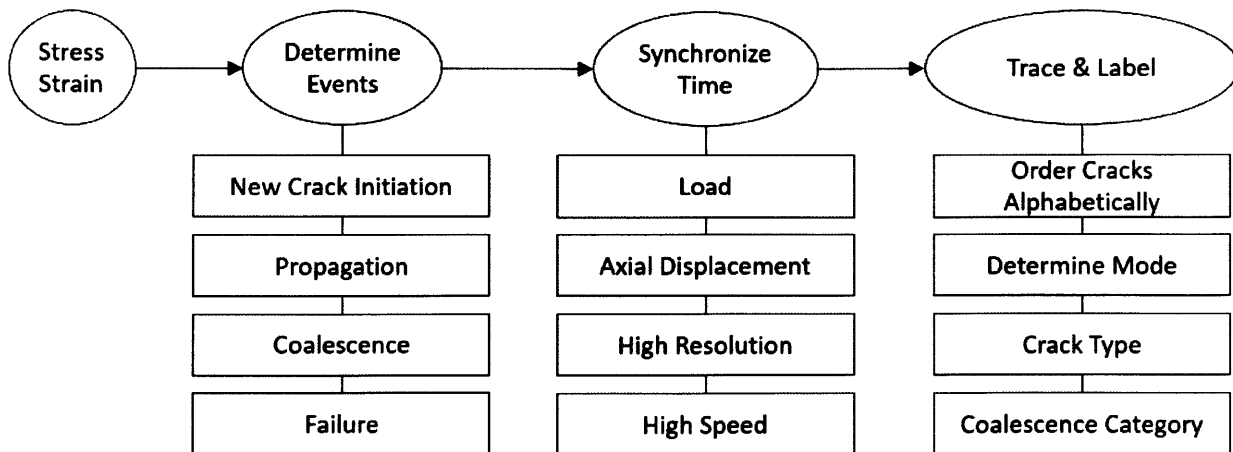 Stress
Strain
Determine
Events
Synchronize
Time
Trace & Label
New Crack Initiation
Propagation
Coalescence
Failure
Load
Axial Displacement
High Resolution
High Speed
Order Cracks
Alphabetically
Determine Mode
Crack Type
Coalescence Category